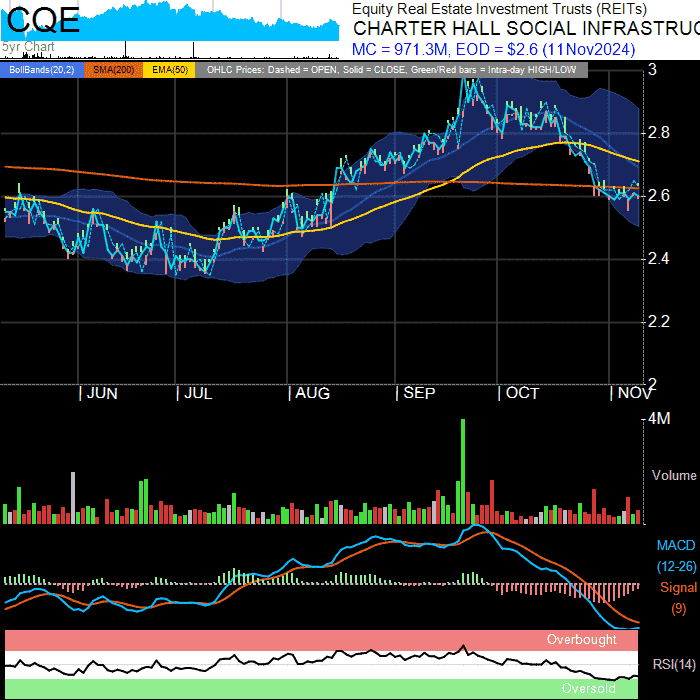 CQE
5yr Chart
Equity Real Estate Investment Trusts (REITs)
CHARTER HALL SOCIAL INFRASTRUC
MC = 971.3M, EOD = $2.6 (11Nov2024)
BollBands(20,2) SMA(200) EMA(50) OHLC Prices: Dashed = OPEN, Solid = CLOSE, Green/Red bars = Intra-day HIGH/LOW
3
2.8
2.6
2.4
2.2
2
| JUN | JUL | AUG | SEP | OCT | NOV
4M
Volume
MACD
(12-26)
Signal
(9)
Overbought
RSI(14)
Oversold